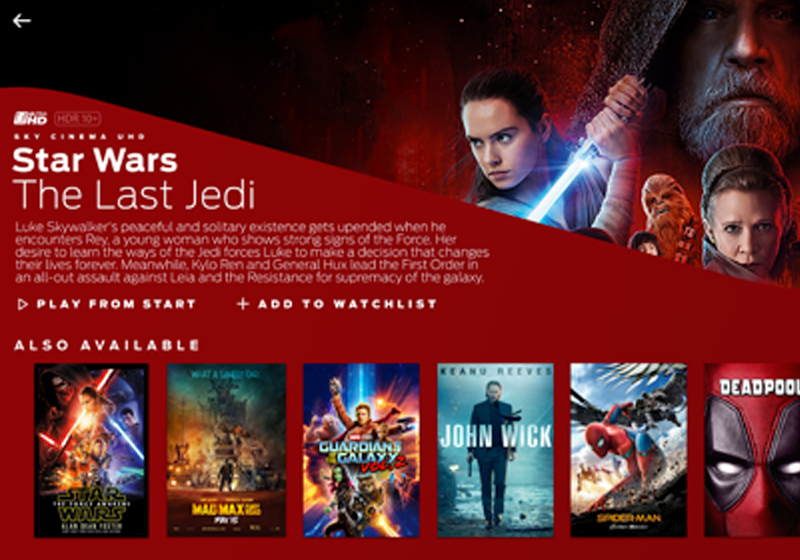 UHD HDR 10+
SKY CINEMA UHD
Star Wars
The Last Jedi
Luke Skywalker's peaceful and solitary existence gets upended when he
encounters Rey, a young woman who shows strong signs of the Force. Her
desire to learn the ways of the Jedi forces Luke to make a decision that changes
their lives forever. Meanwhile, Kylo Ren and General Hux lead the First Order in
an all-out assault against Leia and the Resistance for supremacy of the galaxy.
PLAY FROM START + ADD TO WATCHLIST
ALSO AVAILABLE
STAR
THE FORCE AWAKENS
WARS
ALAN DEAN FOSTER
WHAT A LOVELY DAY
MAD MAX
MAY 15
GUARDIANS
GALAXY
VOL. 2
KEANU REEVES
JOHN WICK
SPIDER-MAN
DEADPOOL